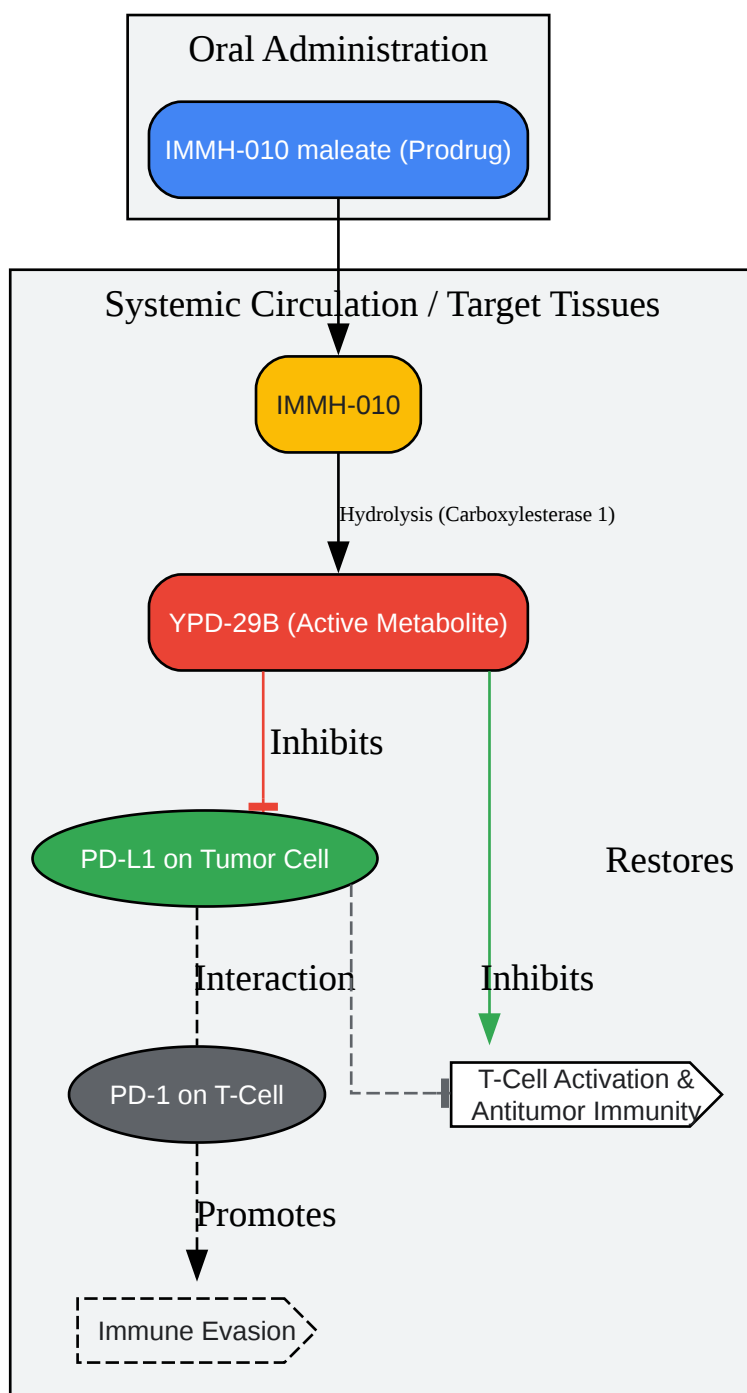 Oral Administration
IMMH-010 maleate (Prodrug)
Systemic Circulation / Target Tissues
IMMH-010
Hydrolysis (Carboxylesterase 1)
YPD-29B (Active Metabolite)
Inhibits
PD-L1 on Tumor Cell
Restores
Interaction
Inhibits
T-Cell Activation &
Antitumor Immunity
PD-1 on T-Cell
Promotes
Immune Evasion